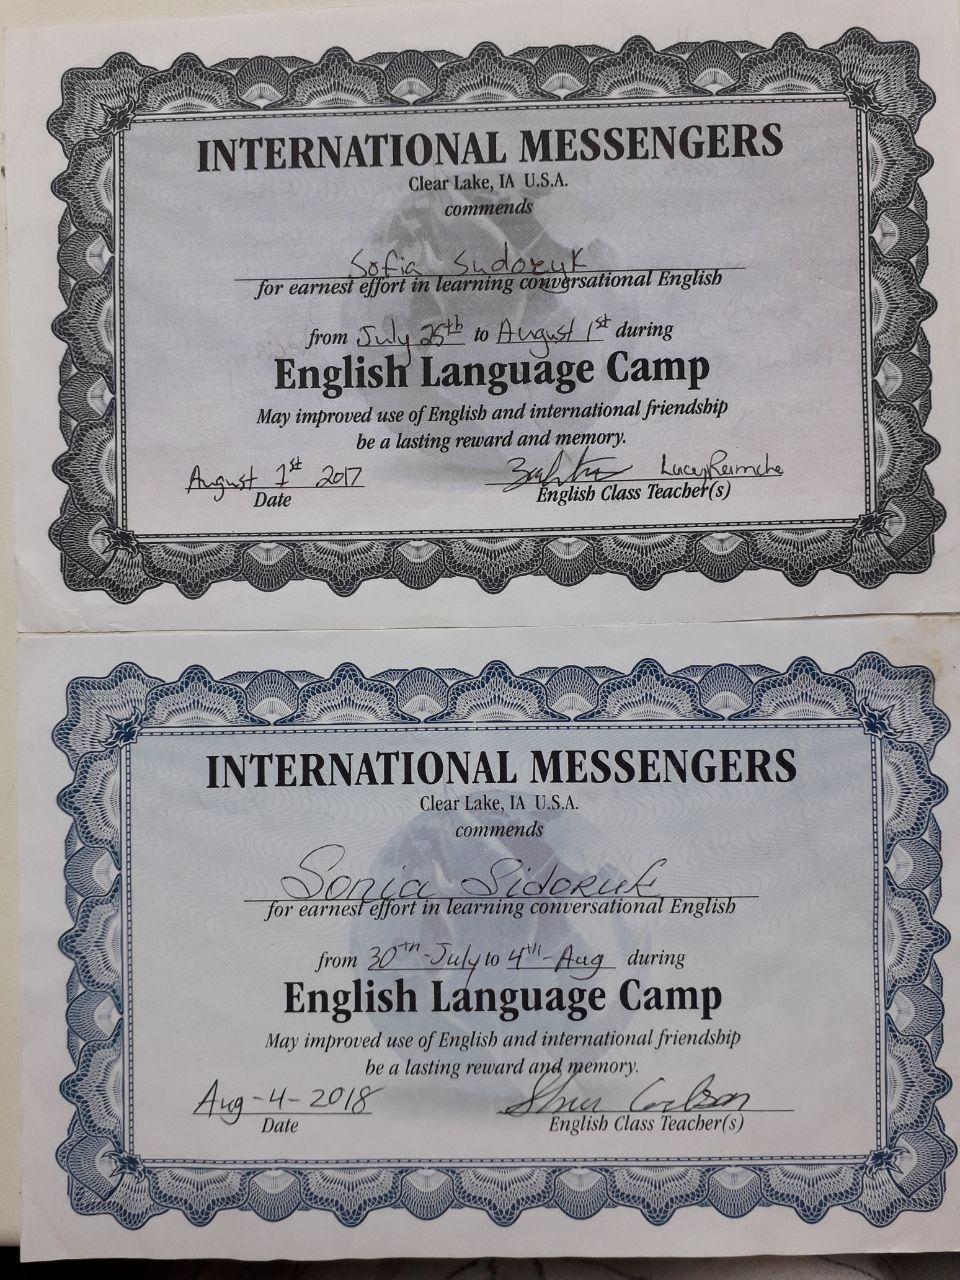 INTERNATIONAL MESSENGERS
Clear Lake, IA U.S.A.
commends
Sofia Sudoryk
for earnest effort in learning conversational English
from July 25th to August 1st during
English Language Camp
May improved use of English and international friendship
be a lasting reward and memory.
August 1st 2017 Lucey
Date English Class Teacher(s)
INTERNATIONAL MESSENGERS
Clear Lake, IA U.S.A.
commends
Sonia Sidoruk
for earnest effort in learning conversational English
from 30th-July to 4th-Aug during
English Language Camp
May improved use of English and international friendship
be a lasting reward and memory.
Aug-4-2018
Date English Class Teacher(s)